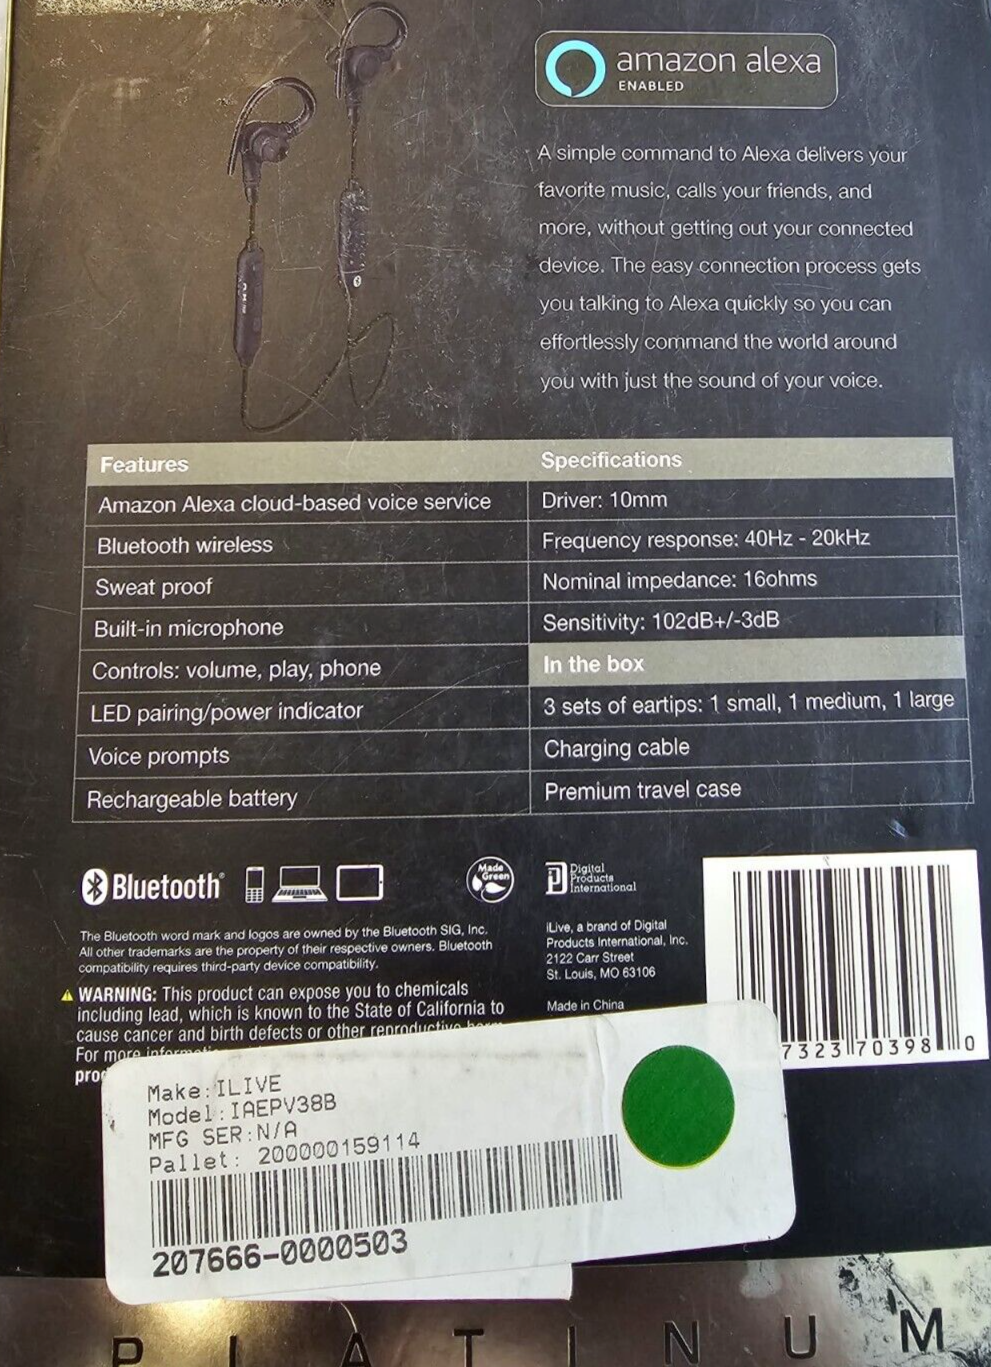 amazon alexa
ENABLED
A simple command to Alexa delivers your
favorite music, calls your friends, and
more, without getting out your connected
device. The easy connection process gets
you talking to Alexa quickly so you can
effortlessly command the world around
you with just the sound of your voice.
Features
Amazon Alexa cloud-based voice service
Bluetooth wireless
Sweat proof
Built-in microphone
Controls: volume, play, phone
LED pairing/power indicator
Voice prompts
Rechargeable battery
Specifications
Driver: 10mm
Frequency response: 40Hz - 20kHz
Nominal impedance: 16ohms
Sensitivity: 102dB+/-3dB
In the box
3 sets of eartips: 1 small, 1 medium, 1 large
Charging cable
Premium travel case
Bluetooth®
Made
Green
Digital
Products
International
The Bluetooth word mark and logos are owned by the Bluetooth SIG, Inc.
All other trademarks are the property of their respective owners. Bluetooth
compatibility requires third-party device compatibility.
WARNING: This product can expose you to chemicals
including lead, which is known to the State of California to
cause cancer and birth defects or other reproductive
For more
iLive, a brand of Digital
Products International, Inc.
2122 Carr Street
St. Louis, MO 63106
Made in China
7323 70398 0
Make:ILIVE
Model:IAEPV38B
MFG SER:N/A
Pallet: 200000159114
207666-0000503
PLATINUM